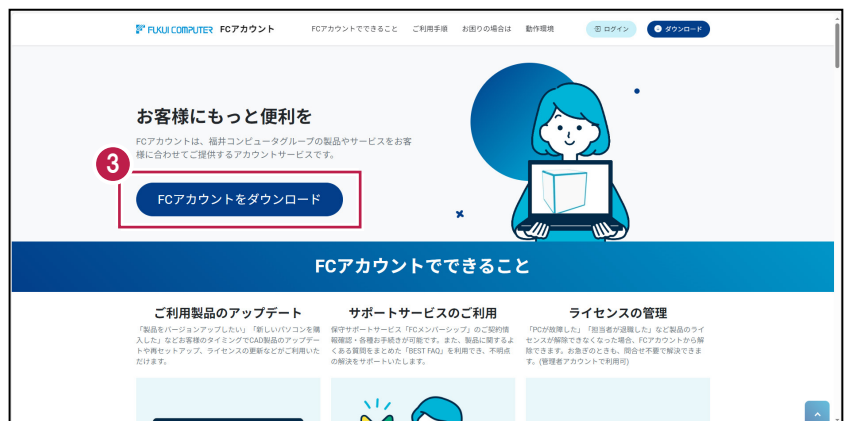 FUKUI COMPUTER FCアカウント FCアカウントでできること ご利用手順 お困りの場合は 動作環境 ログイン ダウンロード
お客様にもっと便利を
FCアカウントは、福井コンピュータグループの製品やサービスをお客
様に合わせてご提供するアカウントサービスです。
3
FCアカウントをダウンロード
FCアカウントでできること
ご利用製品のアップデート
「製品をバージョンアップしたい」「新しいパソコンを購
入した」などお客様のタイミングでCAD製品のアップデー
トや再セットアップ、ライセンスの更新などがご利用いた
だけます。
サポートサービスのご利用
保守サポートサービス「FCメンバーシップ」のご契約情
報確認・各種お手続きが可能です。また、製品に関するよ
くある質問をまとめた「BEST FAQ」を利用でき、不明点
の解決をサポートいたします。
ライセンスの管理
「PCが故障した」「担当者が退職した」など製品のライ
センスが解除できなくなった場合、FCアカウントから解
除できます。お急ぎのときも、問合せ不要で解決できま
す。(管理者アカウントで利用可)